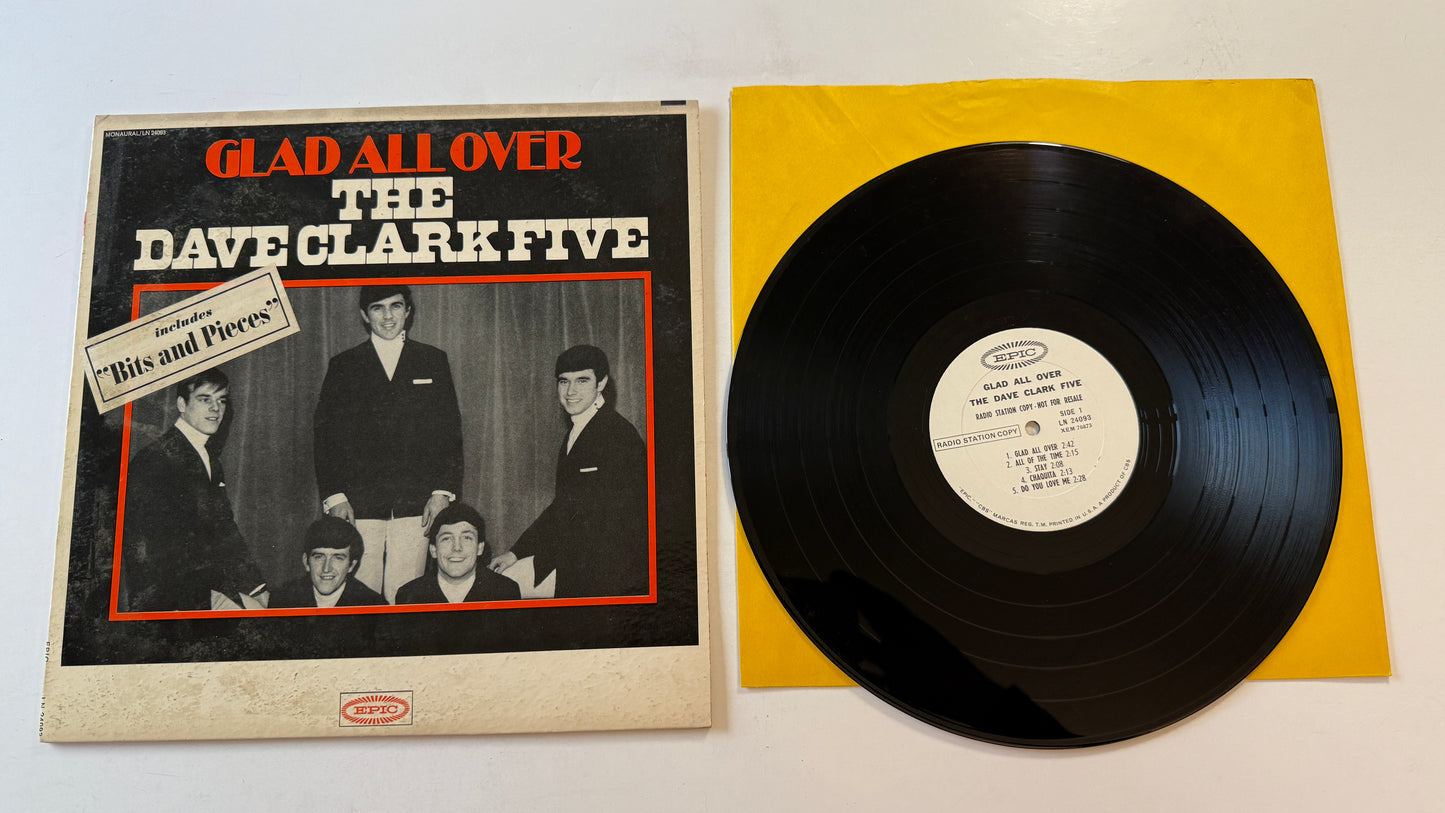 MONAURAL/LN 24093
GLAD ALL OVER
THE
DAVE CLARK FIVE
includes
"Bits and Pieces"
EPIC
EPIC
GLAD ALL OVER
THE DAVE CLARK FIVE
RADIO STATION COPY - NOT FOR RESALE
SIDE 1
LN 24093
XEM 76873
RADIO STATION COPY
1. GLAD ALL OVER 2:42
2. ALL OF THE TIME 2:15
3. STAY 2:08
4. CHAQUITA 2:13
5. DO YOU LOVE ME 2:28
"EPIC," "CBS" MARCAS REG. T.M. PRINTED IN U.S.A. A PRODUCT OF CBS